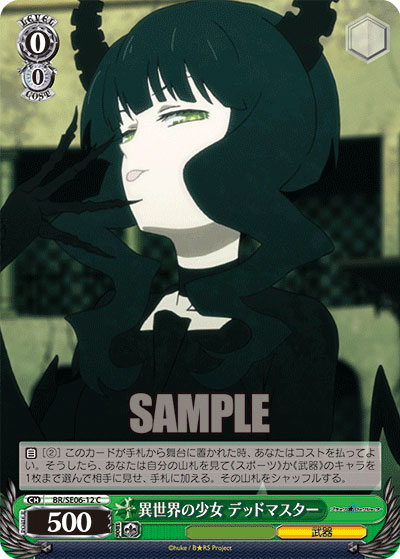 LEVEL
0
0
COST
SAMPLE
自【②】このカードが手札から舞台に置かれた時、あなたはコストを払ってよ
い。そうしたら、あなたは自分の山札を見て《スポーツ》か《武器》のキャラを
1枚まで選んで相手に見せ、手札に加える。その山札をシャッフルする。
CH BR/SE06-12 C
500
異世界の少女 デッドマスター
武器
©huke / B★RS Project